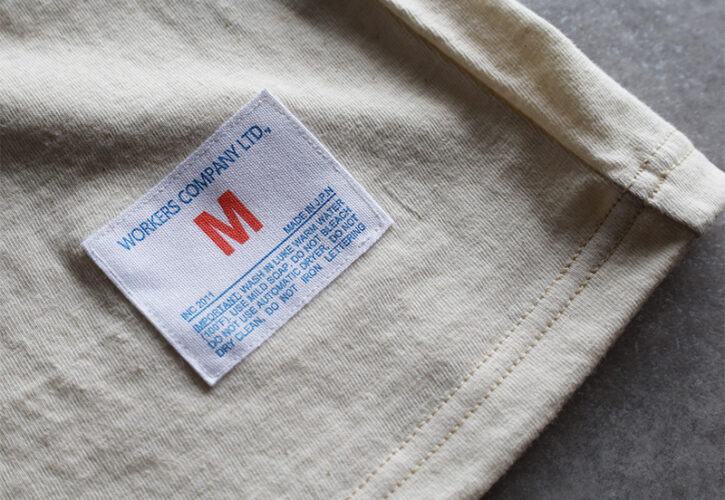 WORKERS COMPANY LTD.,
M
INC 2011 MADE IN J.P.N
IMPORTANT: WASH IN LUKE WARM WATER
(100°F). USE MILD SOAP. DO NOT BLEACH
DO NOT USE AUTOMATIC DRYER. DO NOT
DRY CLEAN. DO NOT IRON LETTERING